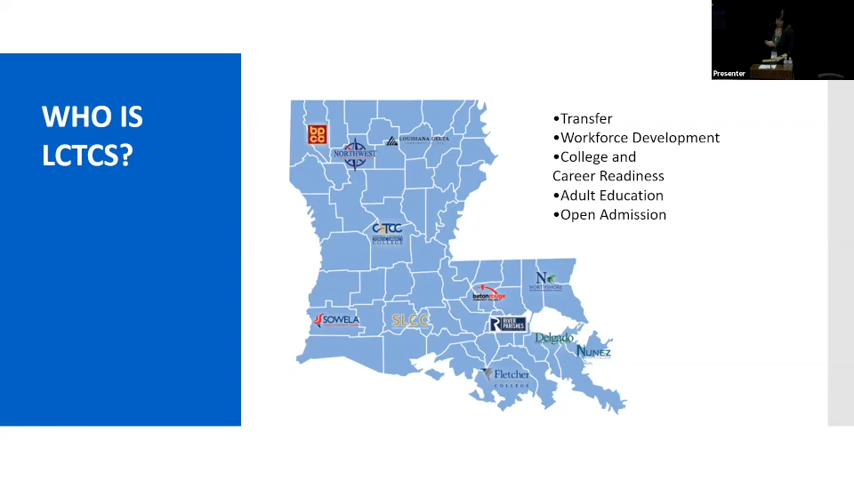 Presenter
WHO IS
LCTCS?
•Transfer
•Workforce Development
•College and
Career Readiness
•Adult Education
•Open Admission
bpcc
NORTHWEST
LOUISIANA DELTA
CLTCC
baton rouge
NORTHSHORE
SOWELA
SLCC
RIVER
PARISHES
Delgado
NUNEZ
Fletcher
COLLEGE